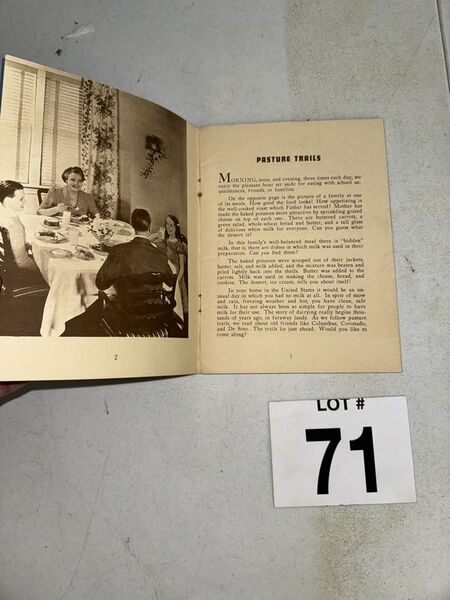 PASTURE TRAILS
MORNING, noon, and evening, three times each day, we
enjoy the pleasant hour set aside for eating with school ac-
quaintances, friends, or families.
On the opposite page is the picture of a family at one
of its meals. How good the food looks! How appetizing is
the well-cooked roast which Father has served! Mother has
made the baked potatoes more attractive by sprinkling grated
cheese on top of each one. There are buttered carrots, a
green salad, whole-wheat bread and butter, and a tall glass
of delicious white milk for everyone. Can you guess what
the dessert is?
In this family's well-balanced meal there is "hidden"
milk, that is, there are dishes in which milk was used in their
preparation. Can you find them?
The baked potatoes were scooped out of their jackets,
butter, salt, and milk added, and the mixture was beaten and
piled lightly back into the shells. Butter was added to the
carrots. Milk was used in making the cheese, bread, and
cookies. The dessert, ice cream, tells you about itself!
In your home in the United States it would be an un-
usual day in which you had no milk at all. In spite of snow
and rain, freezing weather and hot, you have clean, safe
milk. It has not always been so simple for people to have
milk for their use. The story of dairying really begins thou-
sands of years ago, in faraway lands. As we follow pasture
trails, we read about old friends like Columbus, Coronado,
and De Soto. The trails lie just ahead. Would you like to
come along?
2
3
LOT #
71